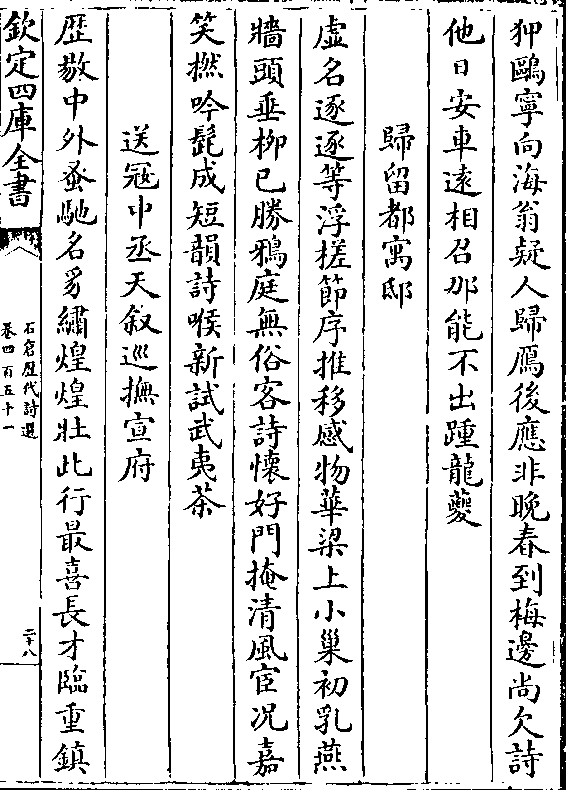 狎鷗寧向海翁疑人歸鴈後應非晚春到梅邊尚欠詩
他日安車遠相召那能不出踵龍夔
歸留都寓邸
虛名逐逐等浮槎節序推移感物華梁上小巢初乳燕
牆頭垂柳已勝鴉庭無俗客詩懷好門掩清風宦况嘉
笑撚吟髭成短韻詩喉新試武夷茶
送冦中丞天叙巡撫宣府
歴敭中外蚤馳名豸繡煌煌壯此行最喜長才臨重鎮
欽定四庫全書
石倉歴代詩選
卷四百五十一
二十八